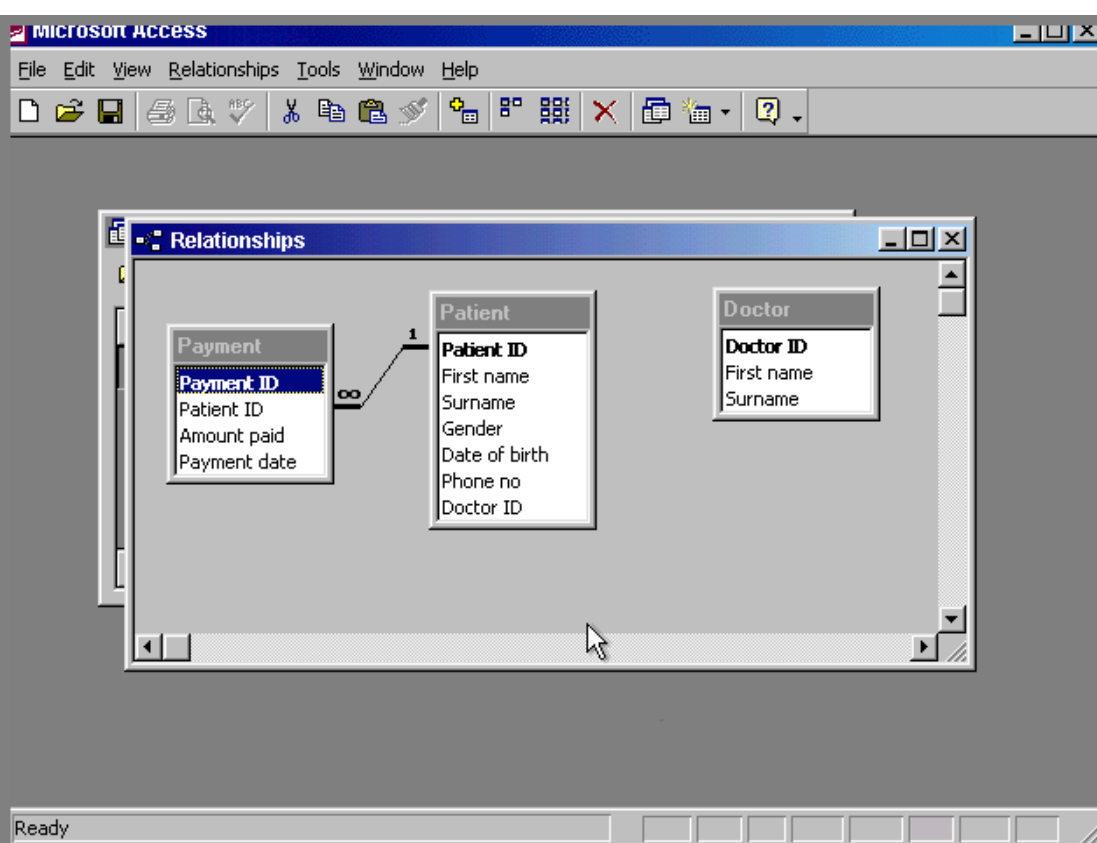 Microsoft Access
File Edit View Relationships Tools Window Help
ABC
Relationships
Payment
Payment ID
Patient ID
Amount paid
Payment date
∞
1
Patient
Patient ID
First name
Surname
Gender
Date of birth
Phone no
Doctor ID
Doctor
Doctor ID
First name
Surname
Ready